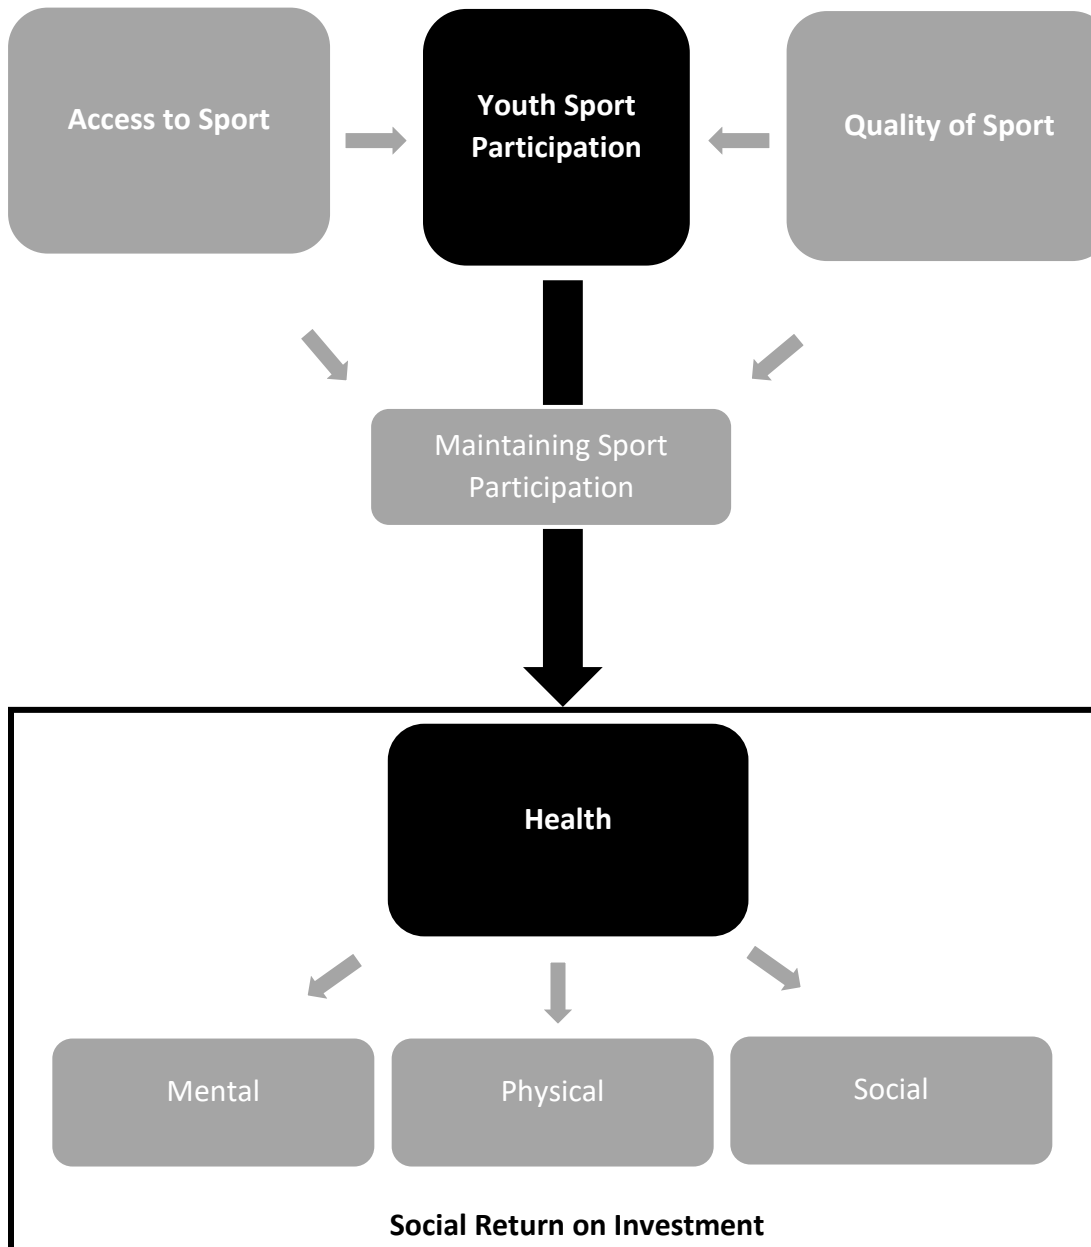 Access to Sport
Youth Sport
Participation
Quality of Sport
Maintaining Sport
Participation
Health
Mental
Physical
Social
Social Return on Investment